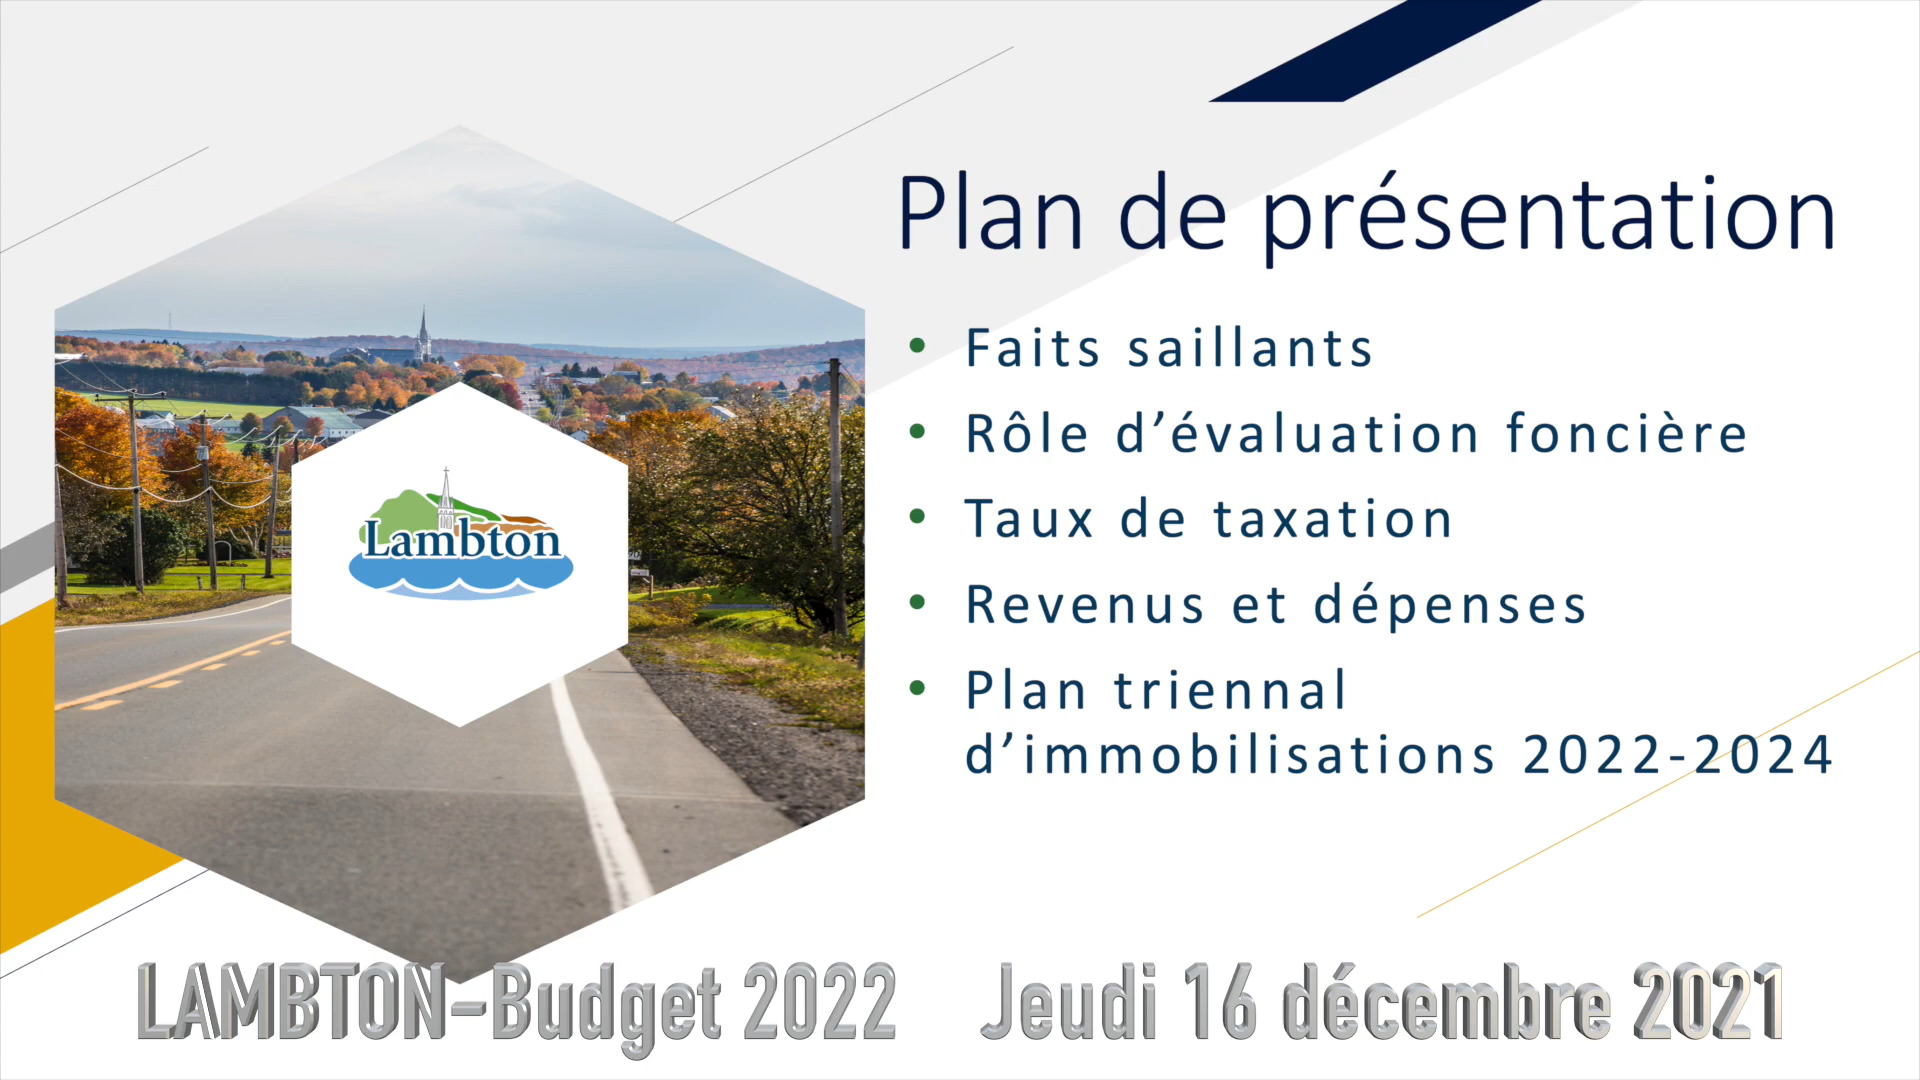 Plan de présentation
• Faits saillants
• Rôle d’évaluation foncière
• Taux de taxation
• Revenus et dépenses
• Plan triennal
d’immobilisations 2022-2024
Lambton
LAMBTON-Budget 2022 Jeudi 16 décembre 2021